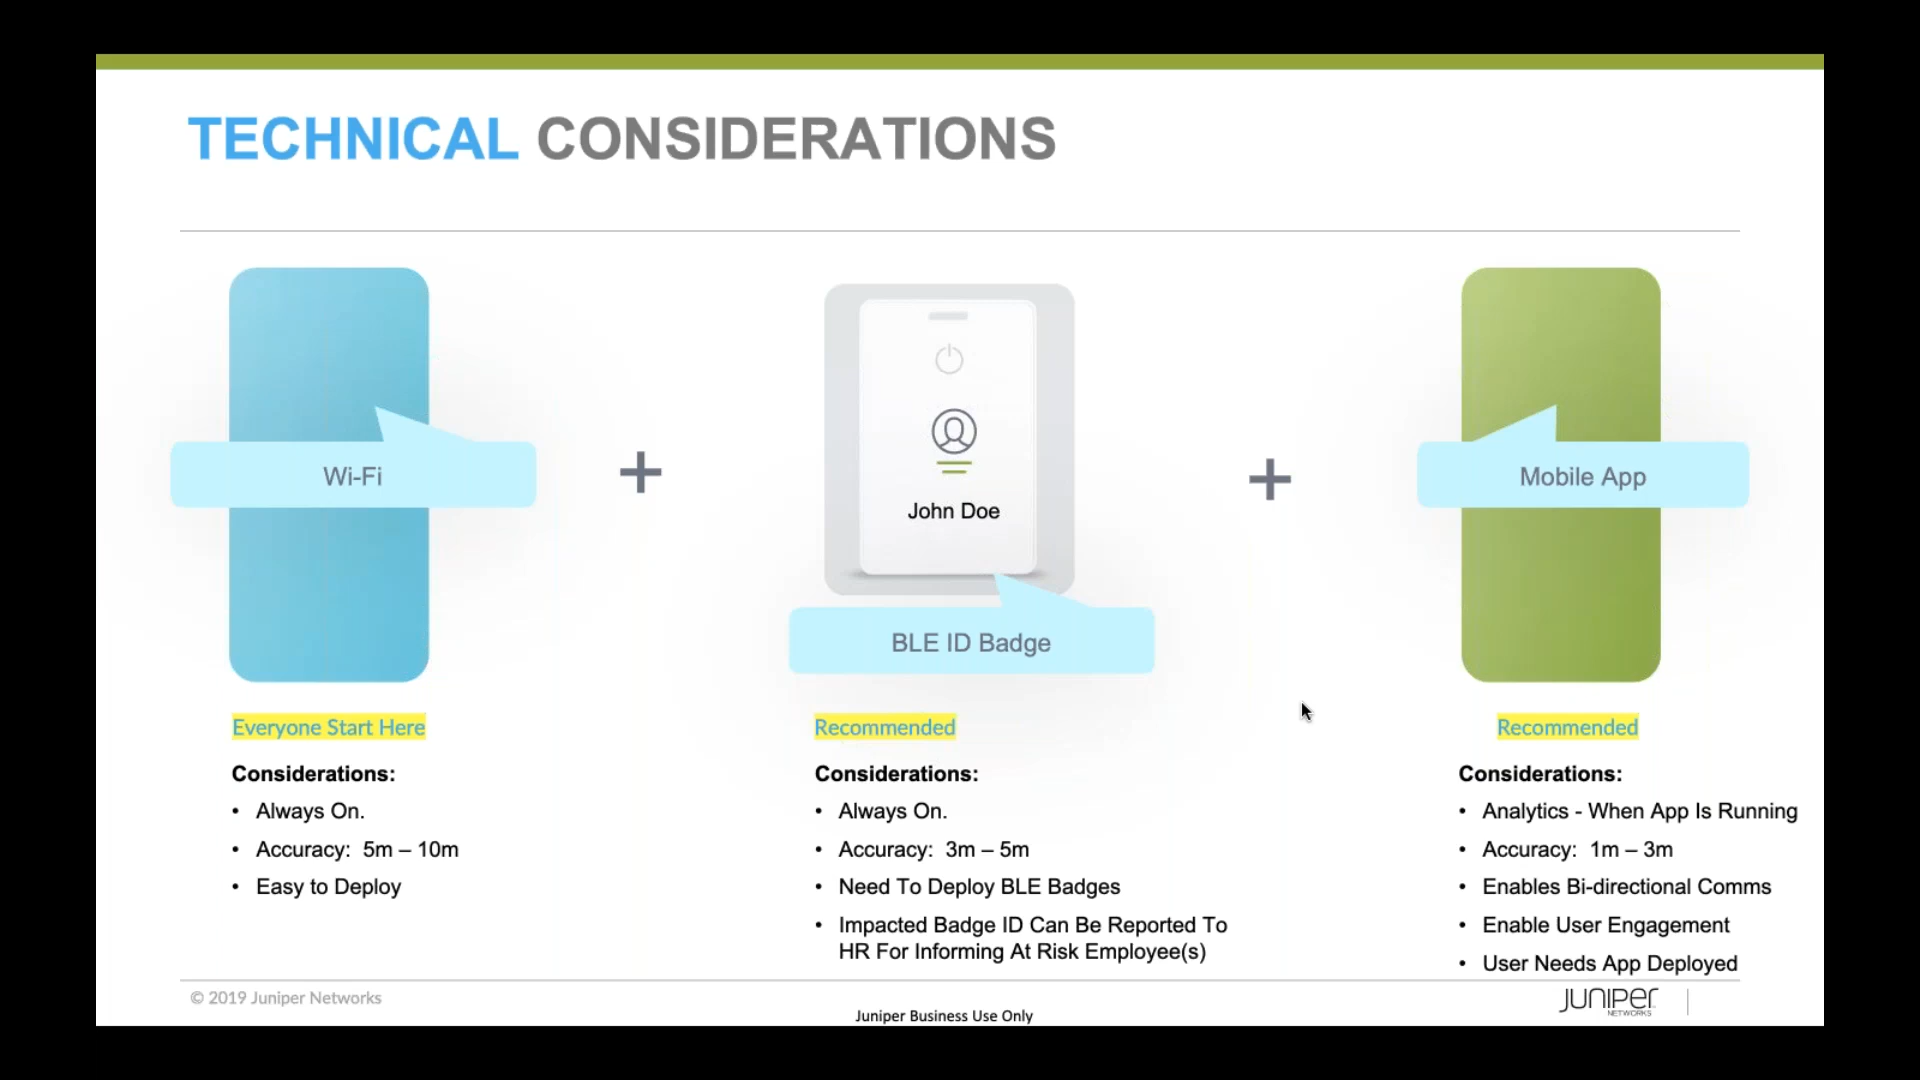 TECHNICAL CONSIDERATIONS
Wi-Fi
John Doe
BLE ID Badge
Mobile App
Everyone Start Here
Considerations:
• Always On.
• Accuracy: 5m – 10m
• Easy to Deploy
Recommended
Considerations:
• Always On.
• Accuracy: 3m – 5m
• Need To Deploy BLE Badges
• Impacted Badge ID Can Be Reported To
HR For Informing At Risk Employee(s)
Recommended
Considerations:
• Analytics - When App Is Running
• Accuracy: 1m – 3m
• Enables Bi-directional Comms
• Enable User Engagement
• User Needs App Deployed
© 2019 Juniper Networks
Juniper Business Use Only
JUNIPer
NETWORKS